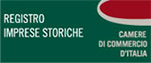 REGISTRO
IMPRESE STORICHE
CAMERE
DI COMMERCIO
D'ITALIA